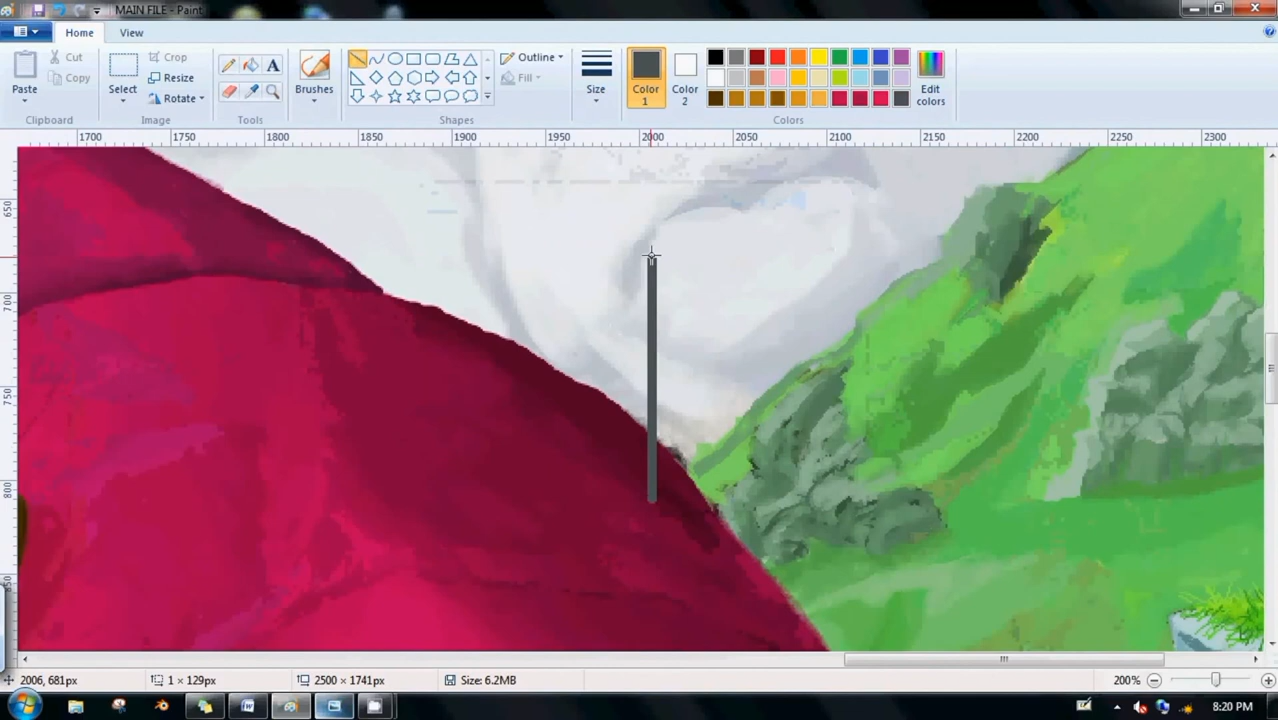 MAIN FILE - Paint
Home
View
Paste
Cut
Copy
Clipboard
Select
Crop
Resize
Rotate
Image
Tools
Brushes
Shapes
Outline
Fill
Size
Color 1
Color 2
Edit colors
Colors
1700 1750 1800 1850 1900 1950 2000 2050 2100 2150 2200 2250 2300
650
700
750
800
850
2006, 681px
1 × 129px
2500 × 1741px
Size: 6.2MB
200%
8:20 PM